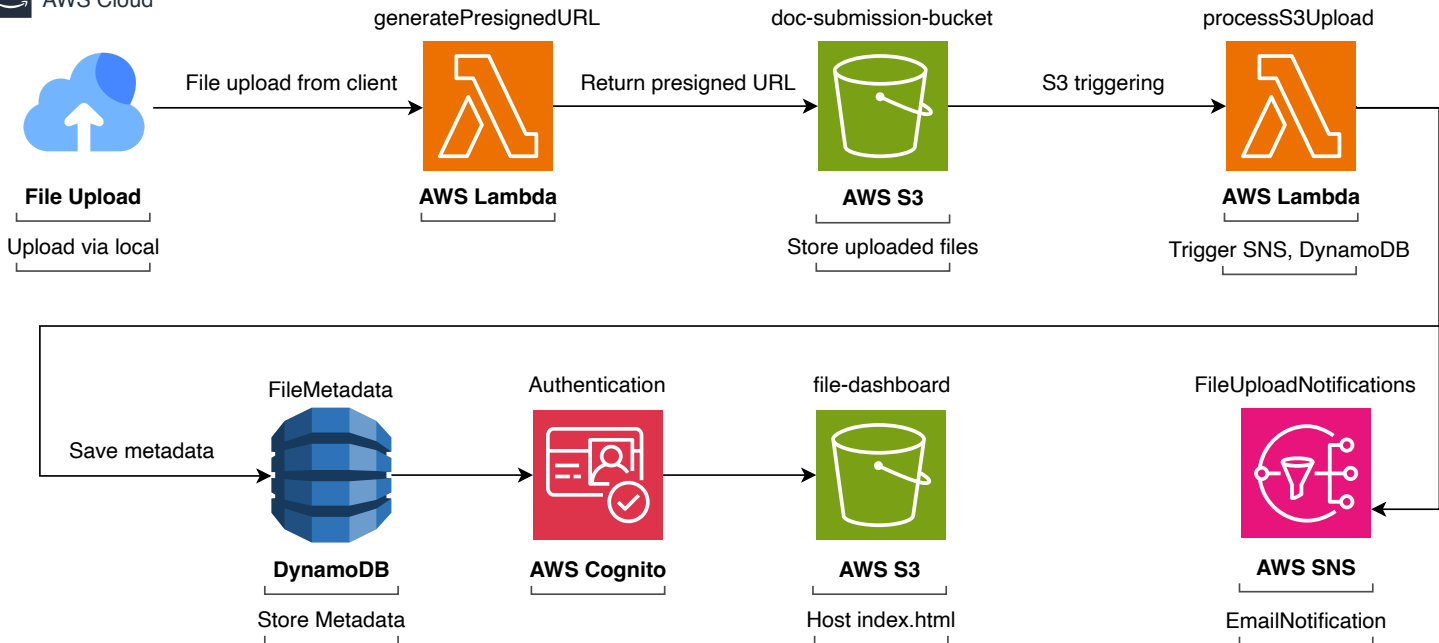 AWS Cloud
generatePresignedURL
doc-submission-bucket
processS3Upload
File upload from client
Return presigned URL
S3 triggering
File Upload
AWS Lambda
AWS S3
AWS Lambda
Upload via local
Store uploaded files
Trigger SNS, DynamoDB
FileMetadata
Authentication
file-dashboard
FileUploadNotifications
Save metadata
DynamoDB
AWS Cognito
AWS S3
AWS SNS
Store Metadata
Host index.html
EmailNotification